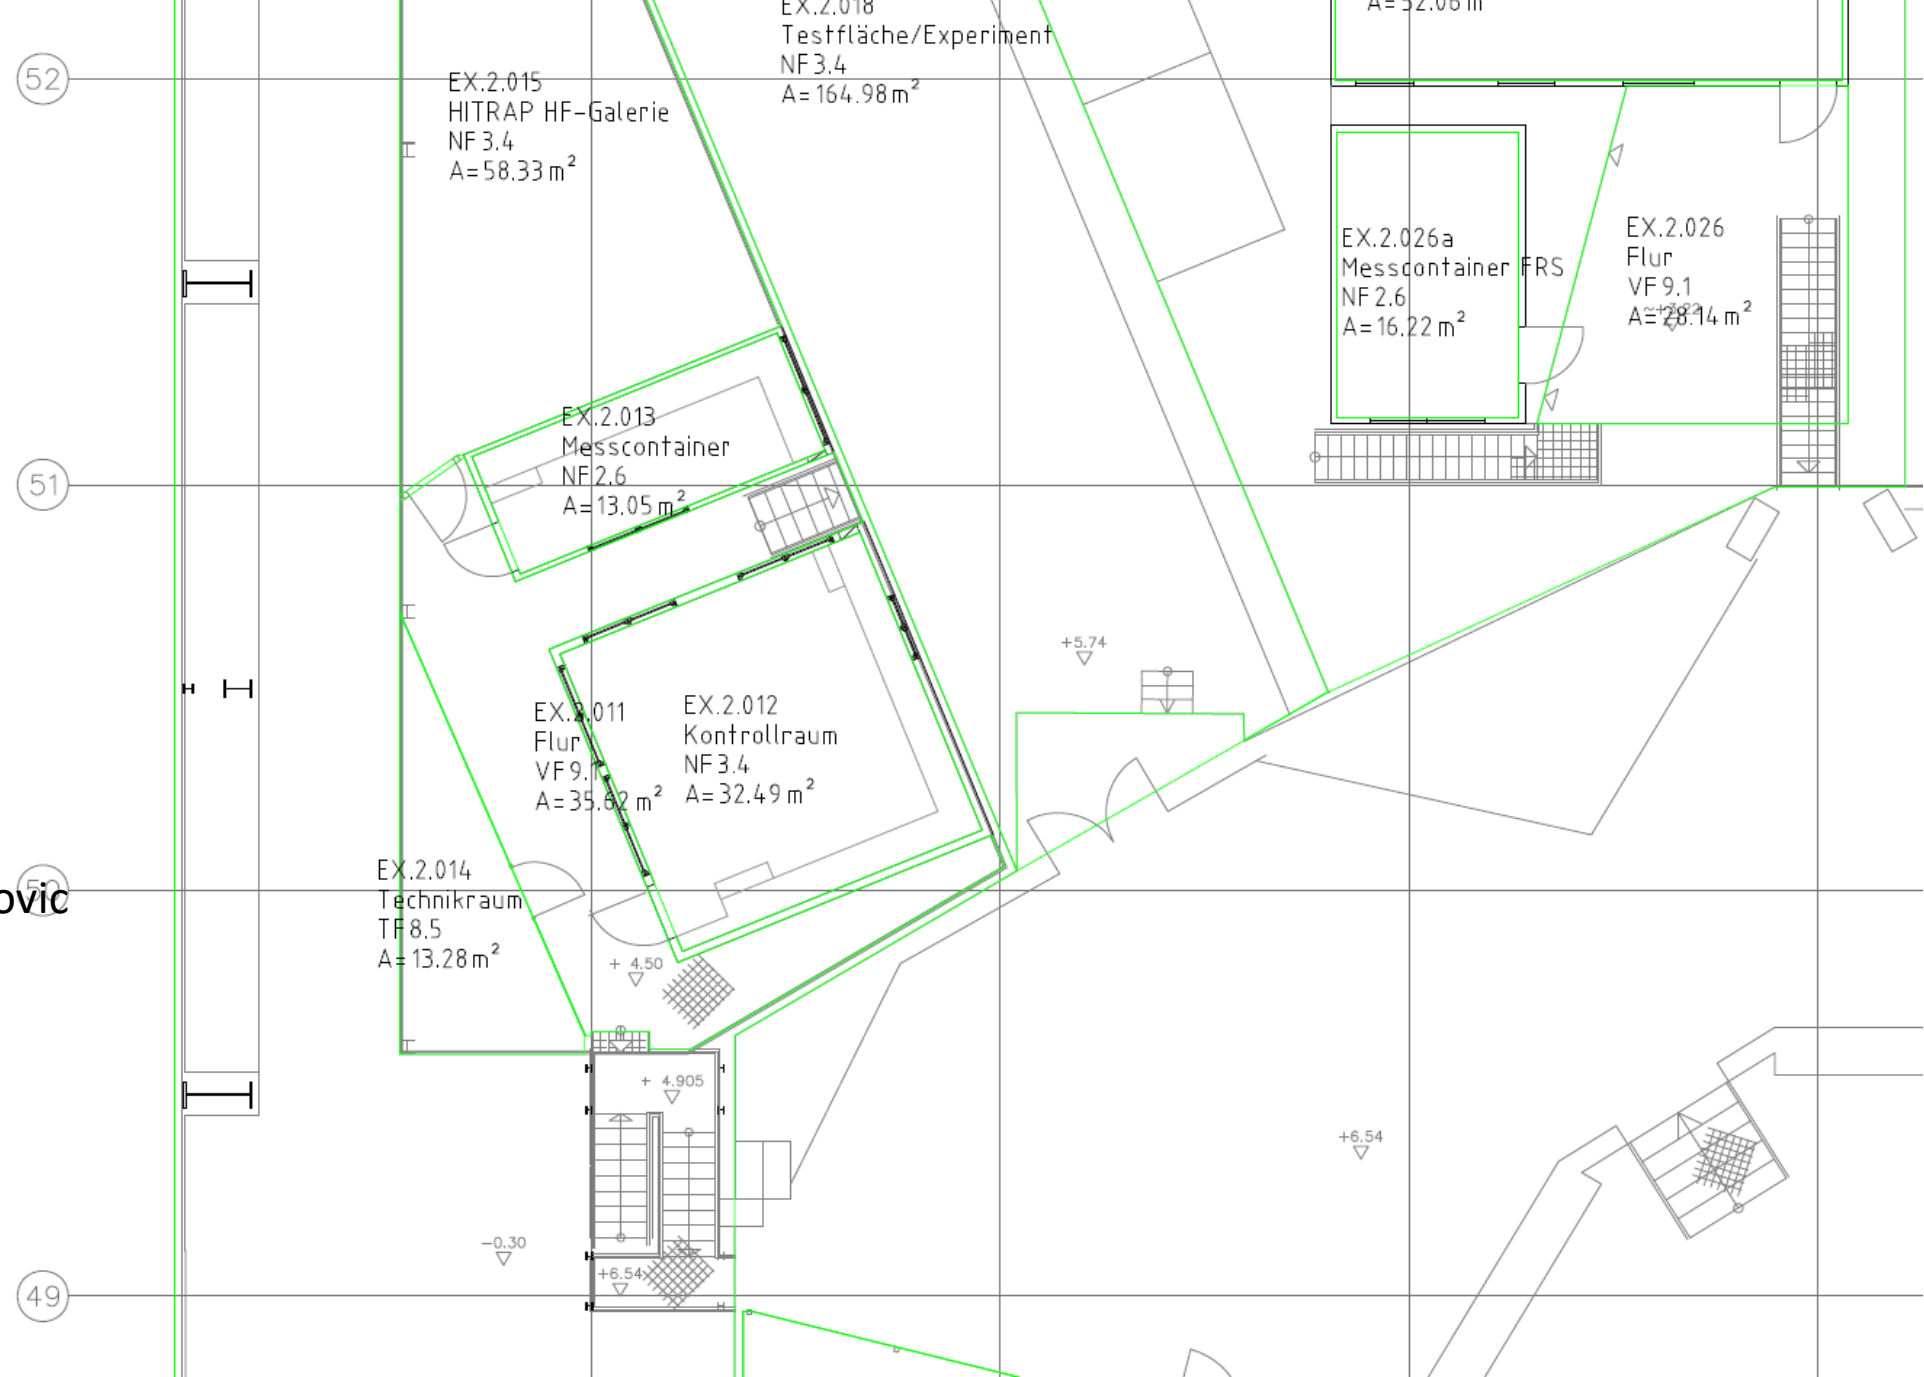 A=52.06 m²
EX.2.018
Testfläche/Experiment
NF 3.4
A=164.98 m²
52
EX.2.015
HITRAP HF-Galerie
NF 3.4
A=58.33 m²
EX.2.026a
Messcontainer FRS
NF 2.6
A=16.22 m²
EX.2.026
Flur
VF 9.1
A=28.14 m²
EX.2.013
Messcontainer
NF 2.6
A=13.05 m²
51
+5.74
EX.2.011
Flur
VF 9.1
A=35.62 m²
EX.2.012
Kontrollraum
NF 3.4
A=32.49 m²
EX.2.014
Technikraum
TF 8.5
A=13.28 m²
50
ovic
+ 4.50
+ 4.905
+6.54
-0.30
+6.54
49